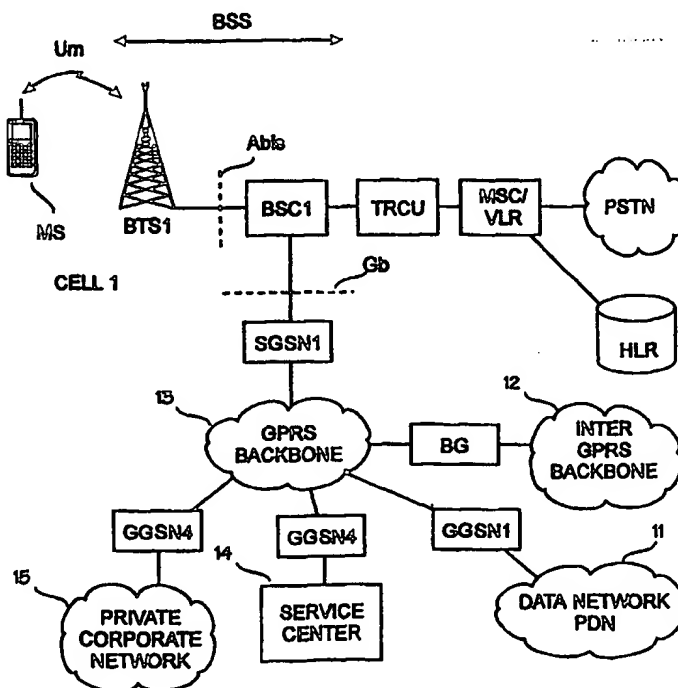 BSS
Um
Abis
MS
BTS1
BSC1
TRCU
MSC/
VLR
PSTN
CELL 1
Gb
HLR
SGSN1
13
GPRS
BACKBONE
BG
12
INTER
GPRS
BACKBONE
GGSN4
14
GGSN4
GGSN1
11
15
PRIVATE
CORPORATE
NETWORK
SERVICE
CENTER
DATA NETWORK
PDN